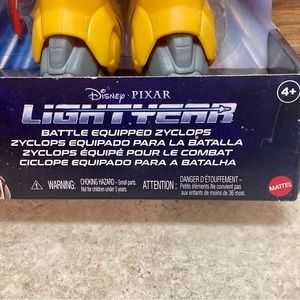 Disney · PIXAR
LIGHTYEAR
4+
BATTLE EQUIPPED ZYCLOPS
ZYCLOPS EQUIPADO PARA LA BATALLA
ZYCLOPS ÉQUIPÉ POUR LE COMBAT
CICLOPE EQUIPADO PARA A BATALHA
WARNING: CHOKING HAZARD - Small parts.
Not for children under 3 years.
ATTENTION : DANGER D'ÉTOUFFEMENT –
Petits éléments. Ne convient pas
aux enfants de moins de 36 mois.
MATTEL